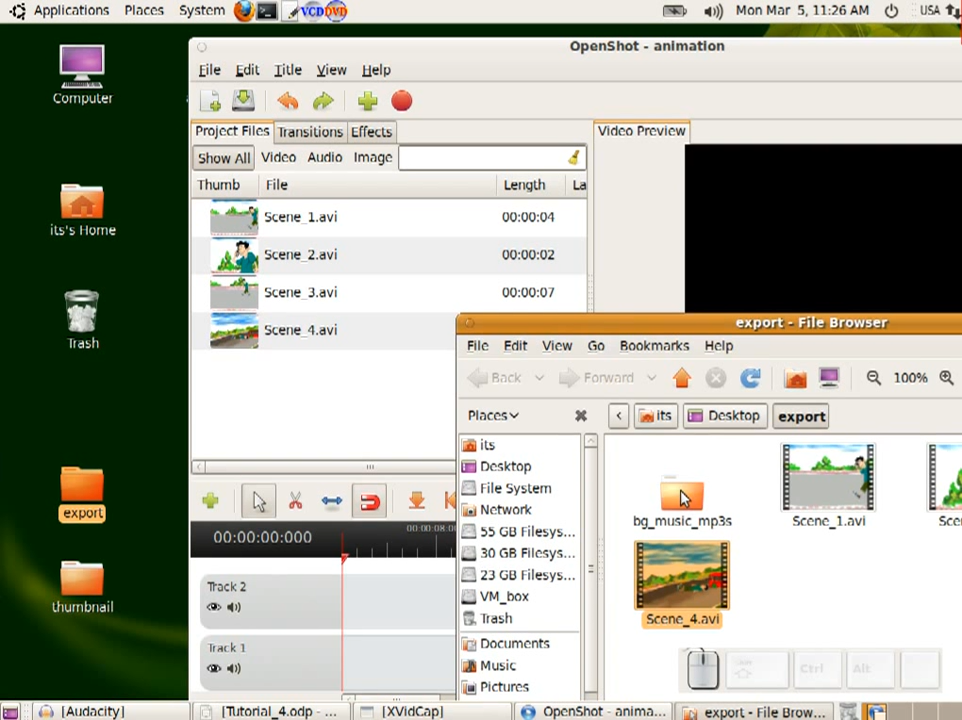 Applications Places System VCD DVD Mon Mar 5, 11:26 AM USA
Computer
its's Home
Trash
export
thumbnail
OpenShot - animation
File Edit Title View Help
Project Files Transitions Effects
Show All Video Audio Image
Thumb File Length La
Scene_1.avi 00:00:04
Scene_2.avi 00:00:02
Scene_3.avi 00:00:07
Scene_4.avi
Video Preview
00:00:00:000
Track 2
Track 1
export - File Browser
File Edit View Go Bookmarks Help
Back Forward 100%
Places its Desktop export
its
Desktop
File System
Network
55 GB Filesys...
30 GB Filesys...
23 GB Filesys...
VM_box
Trash
Documents
Music
Pictures
bg_music_mp3s Scene_1.avi Sce
Scene_4.avi
Ctrl Alt
[Audacity] [Tutorial_4.odp - ... [XVidCap] OpenShot - anima... export - File Brow...